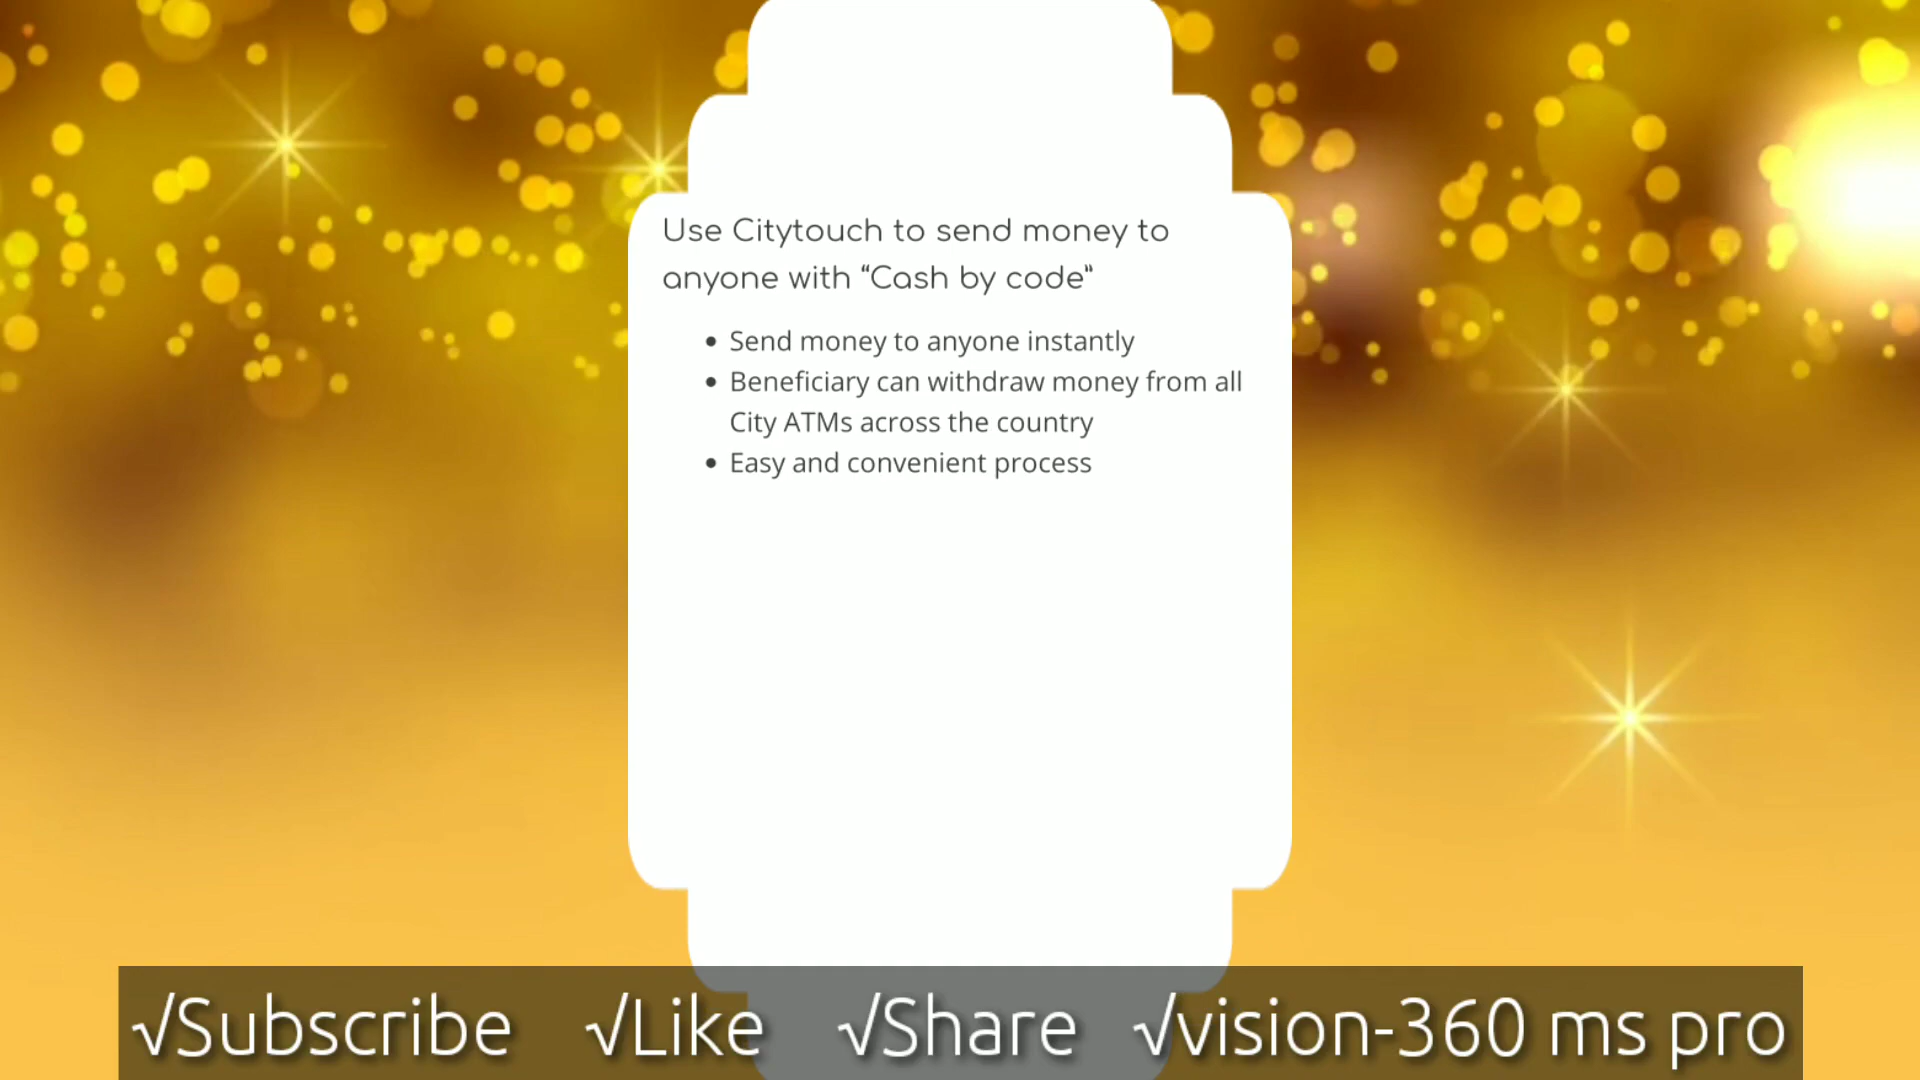 Use Citytouch to send money to
anyone with “Cash by code”
• Send money to anyone instantly
• Beneficiary can withdraw money from all
City ATMs across the country
• Easy and convenient process
√Subscribe √Like √Share √vision-360 ms pro